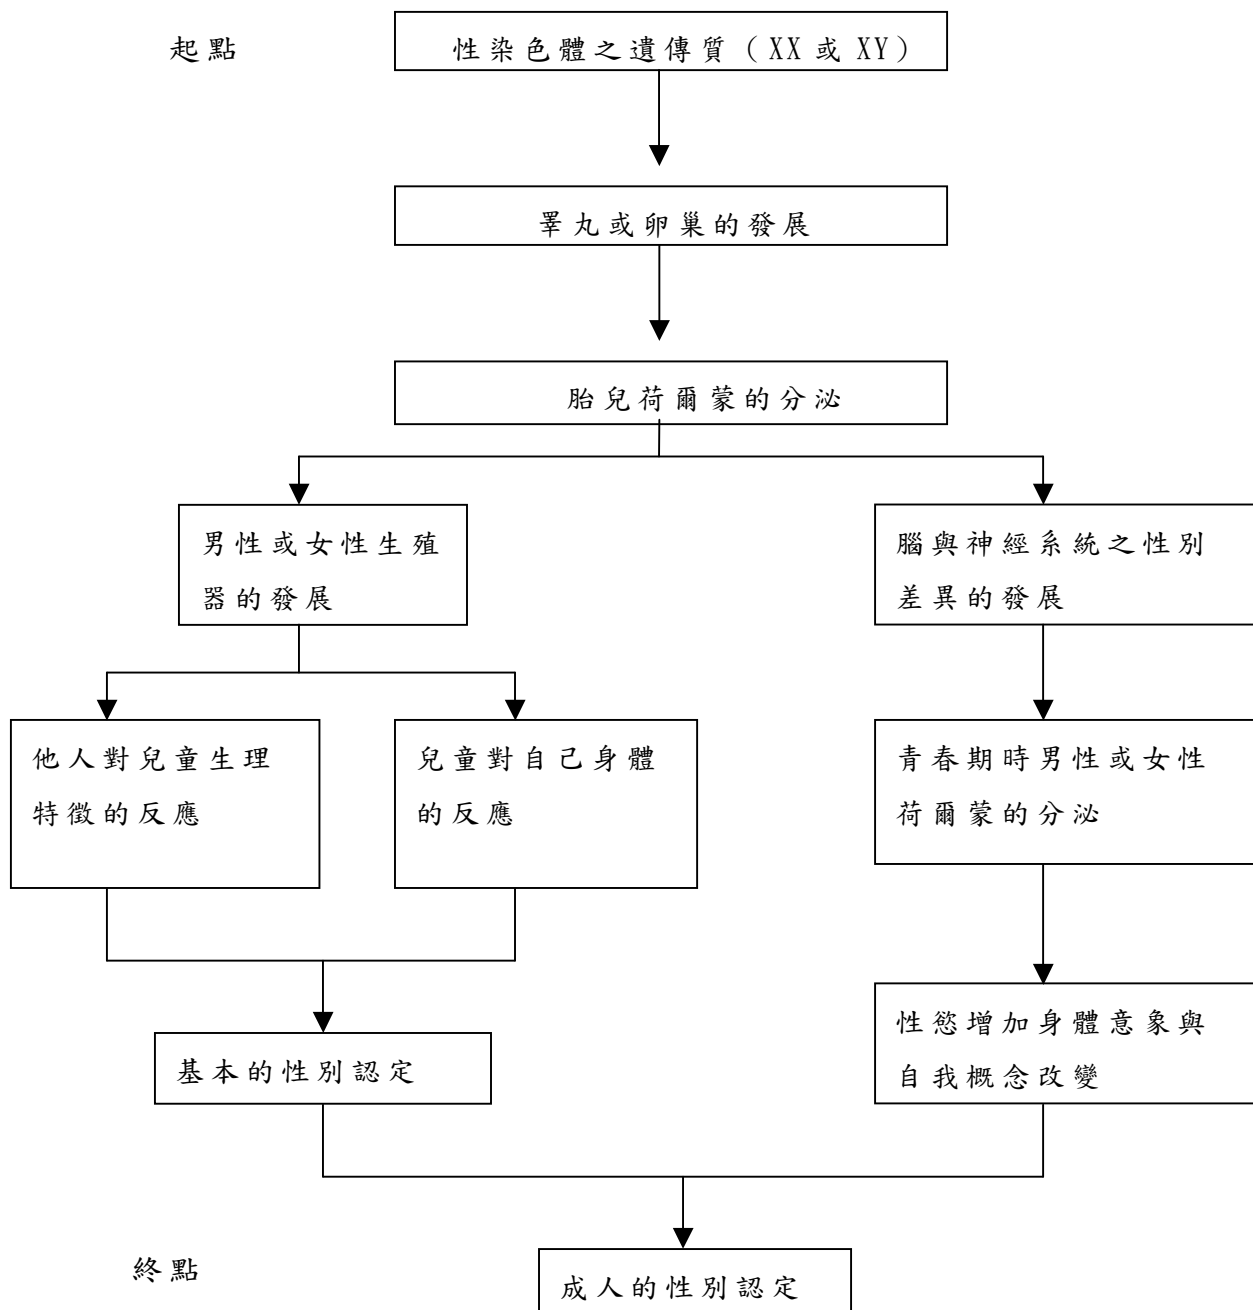 起點
性染色體之遺傳質（XX 或 XY）
睪丸或卵巢的發展
胎兒荷爾蒙的分泌
男性或女性生殖
器的發展
腦與神經系統之性別
差異的發展
他人對兒童生理
特徵的反應
兒童對自己身體
的反應
青春期時男性或女性
荷爾蒙的分泌
基本的性別認定
性慾增加身體意象與
自我概念改變
終點
成人的性別認定